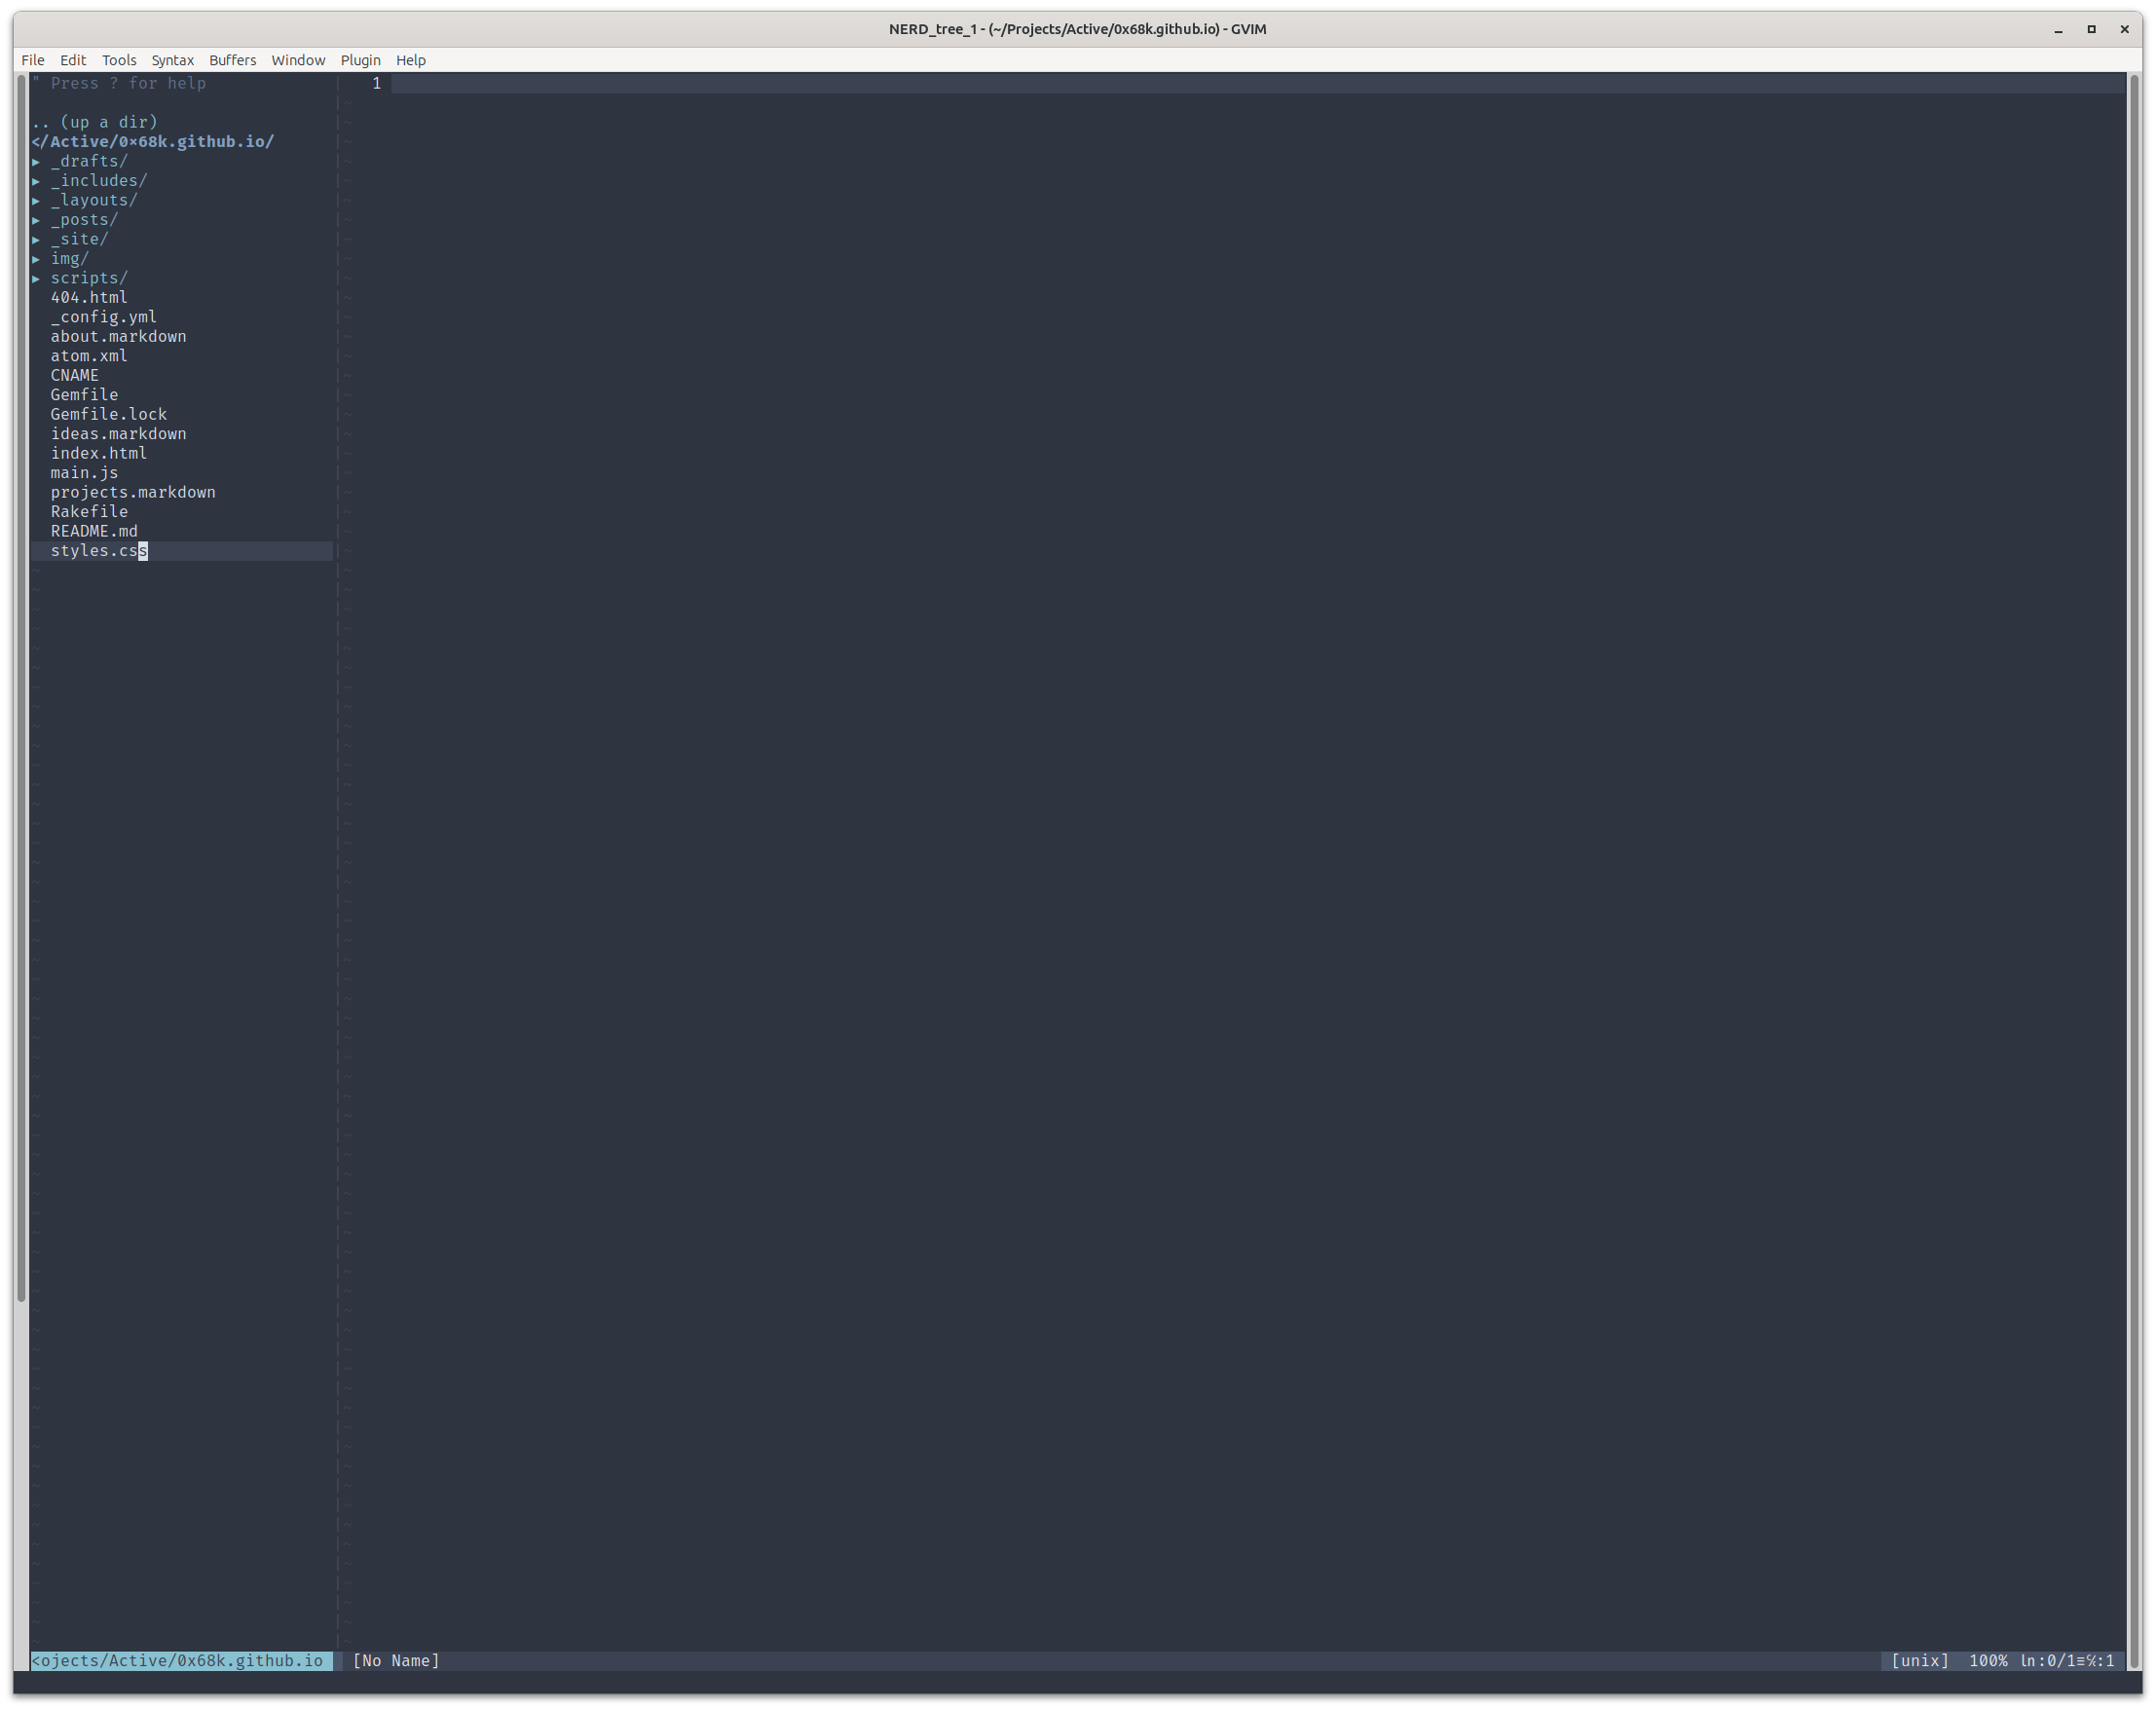 NERD_tree_1 - (~/Projects/Active/0x68k.github.io) - GVIM
File Edit Tools Syntax Buffers Window Plugin Help
" Press ? for help
1
.. (up a dir)
</Active/0×68k.github.io/
▸ _drafts/
▸ _includes/
▸ _layouts/
▸ _posts/
▸ _site/
▸ img/
▸ scripts/
404.html
_config.yml
about.markdown
atom.xml
CNAME
Gemfile
Gemfile.lock
ideas.markdown
index.html
main.js
projects.markdown
Rakefile
README.md
styles.css
<ojects/Active/0x68k.github.io [No Name] [unix] 100% ln:0/1≡℅:1